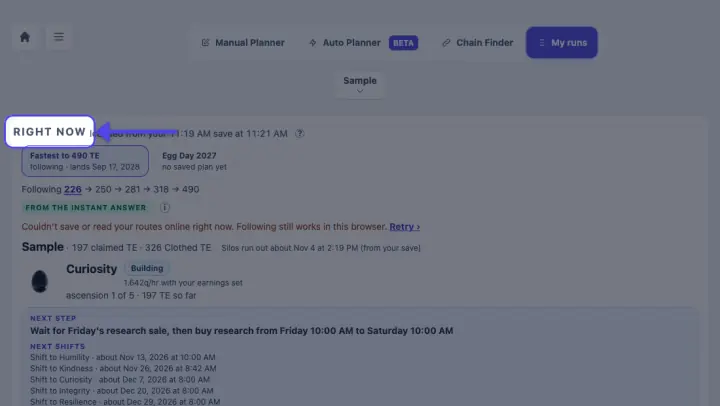 Manual Planner
Auto Planner BETA
Chain Finder
My runs
Sample
RIGHT NOW from your 11:19 AM save at 11:21 AM ?
Fastest to 490 TE
following · lands Sep 17, 2028
Egg Day 2027
no saved plan yet
Following 226 → 250 → 281 → 318 → 490
FROM THE INSTANT ANSWER i
Couldn't save or read your routes online right now. Following still works in this browser. Retry ›
Sample · 197 claimed TE · 326 Clothed TE Silos run out about Nov 4 at 2:19 PM (from your save)
Curiosity Building
1.642q/hr with your earnings set
ascension 1 of 5 · 197 TE so far
NEXT STEP
Wait for Friday's research sale, then buy research from Friday 10:00 AM to Saturday 10:00 AM
NEXT SHIFTS
Shift to Humility · about Nov 13, 2026 at 10:00 AM
Shift to Kindness · about Nov 26, 2026 at 8:42 AM
Shift to Curiosity · about Dec 7, 2026 at 8:00 AM
Shift to Integrity · about Dec 20, 2026 at 8:00 AM
Shift to Resilience · about Dec 29, 2026 at 8:00 AM